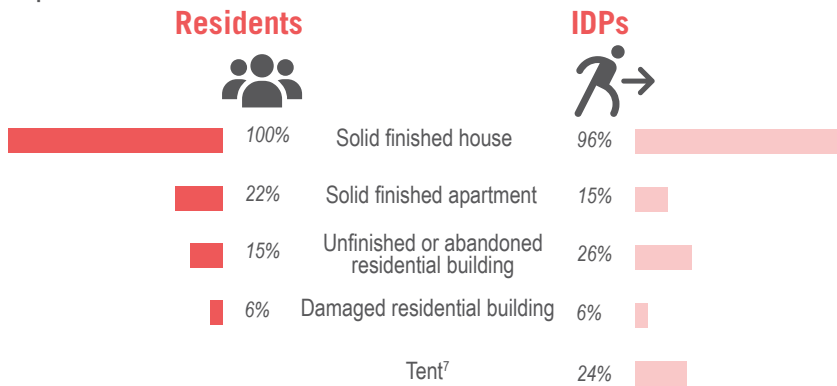 Residents IDPs
100% Solid finished house 96%
22% Solid finished apartment 15%
15% Unfinished or abandoned residential building 26%
6% Damaged residential building 6%
Tent7 24%